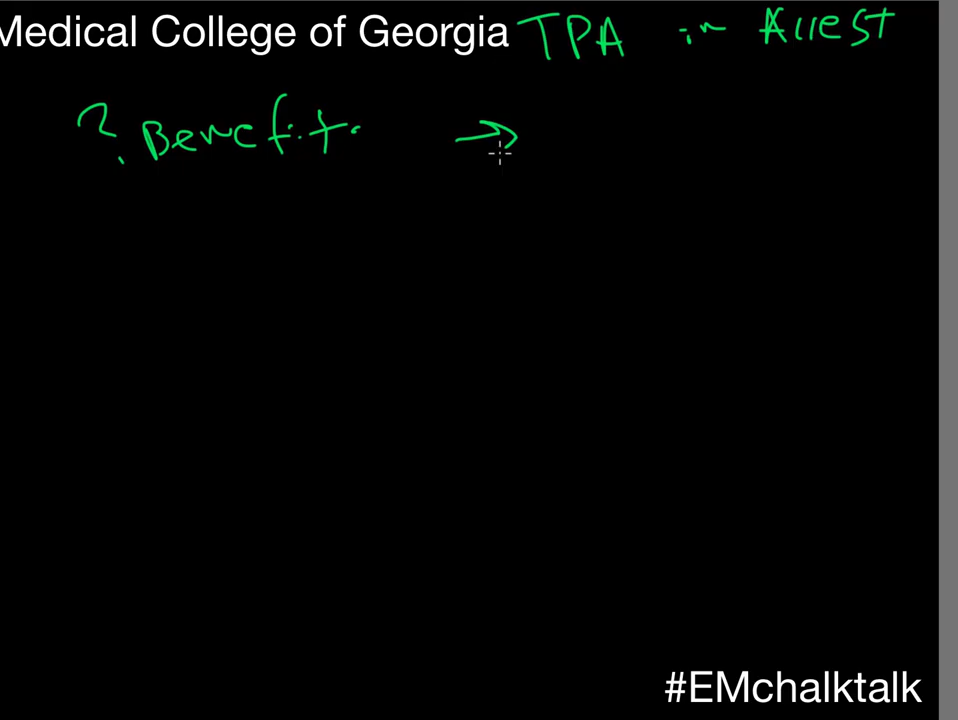 Medical College of Georgia TPA in Arrest
? Benefit. →
#EMchalktalk